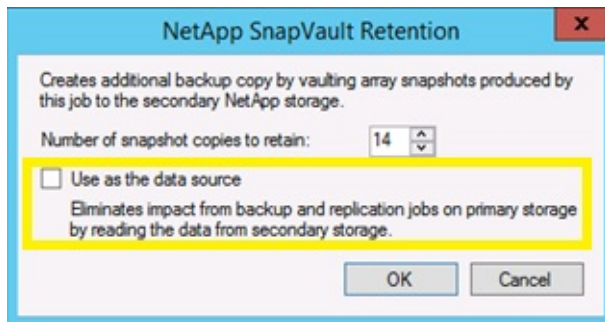 NetApp SnapVault Retention
x
Creates additional backup copy by vaulting array snapshots produced by
this job to the secondary NetApp storage.
Number of snapshot copies to retain: 14
Use as the data source
Eliminates impact from backup and replication jobs on primary storage
by reading the data from secondary storage.
OK Cancel